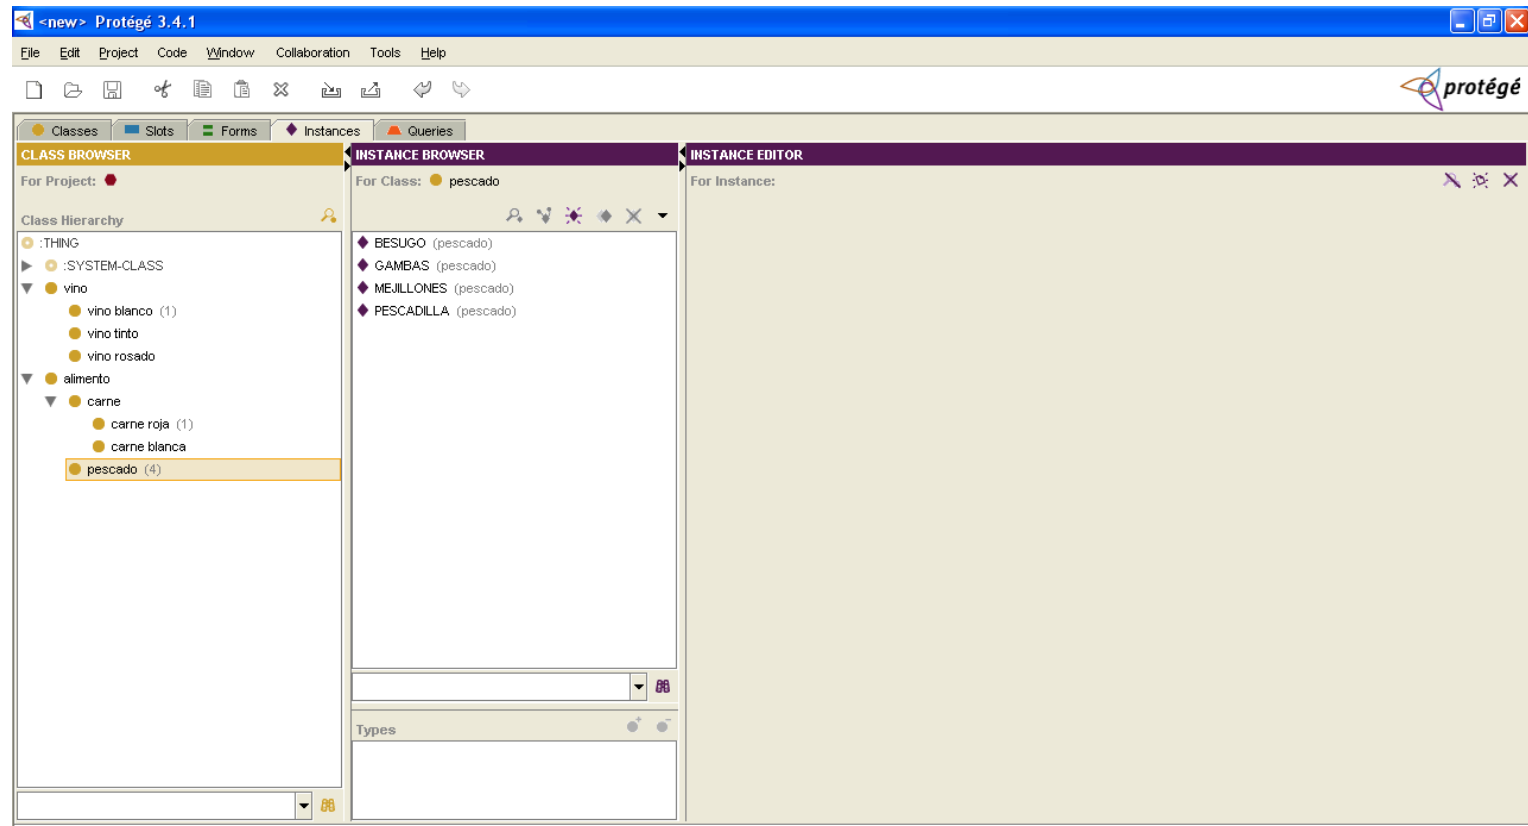 <new> Protégé 3.4.1
File Edit Project Code Window Collaboration Tools Help
protégé
Classes Slots Forms Instances Queries
CLASS BROWSER
For Project:
Class Hierarchy
:THING
:SYSTEM-CLASS
vino
vino blanco (1)
vino tinto
vino rosado
alimento
carne
carne roja (1)
carne blanca
pescado (4)
INSTANCE BROWSER
For Class: pescado
BESUGO (pescado)
GAMBAS (pescado)
MEJILLONES (pescado)
PESCADILLA (pescado)
Types
INSTANCE EDITOR
For Instance: